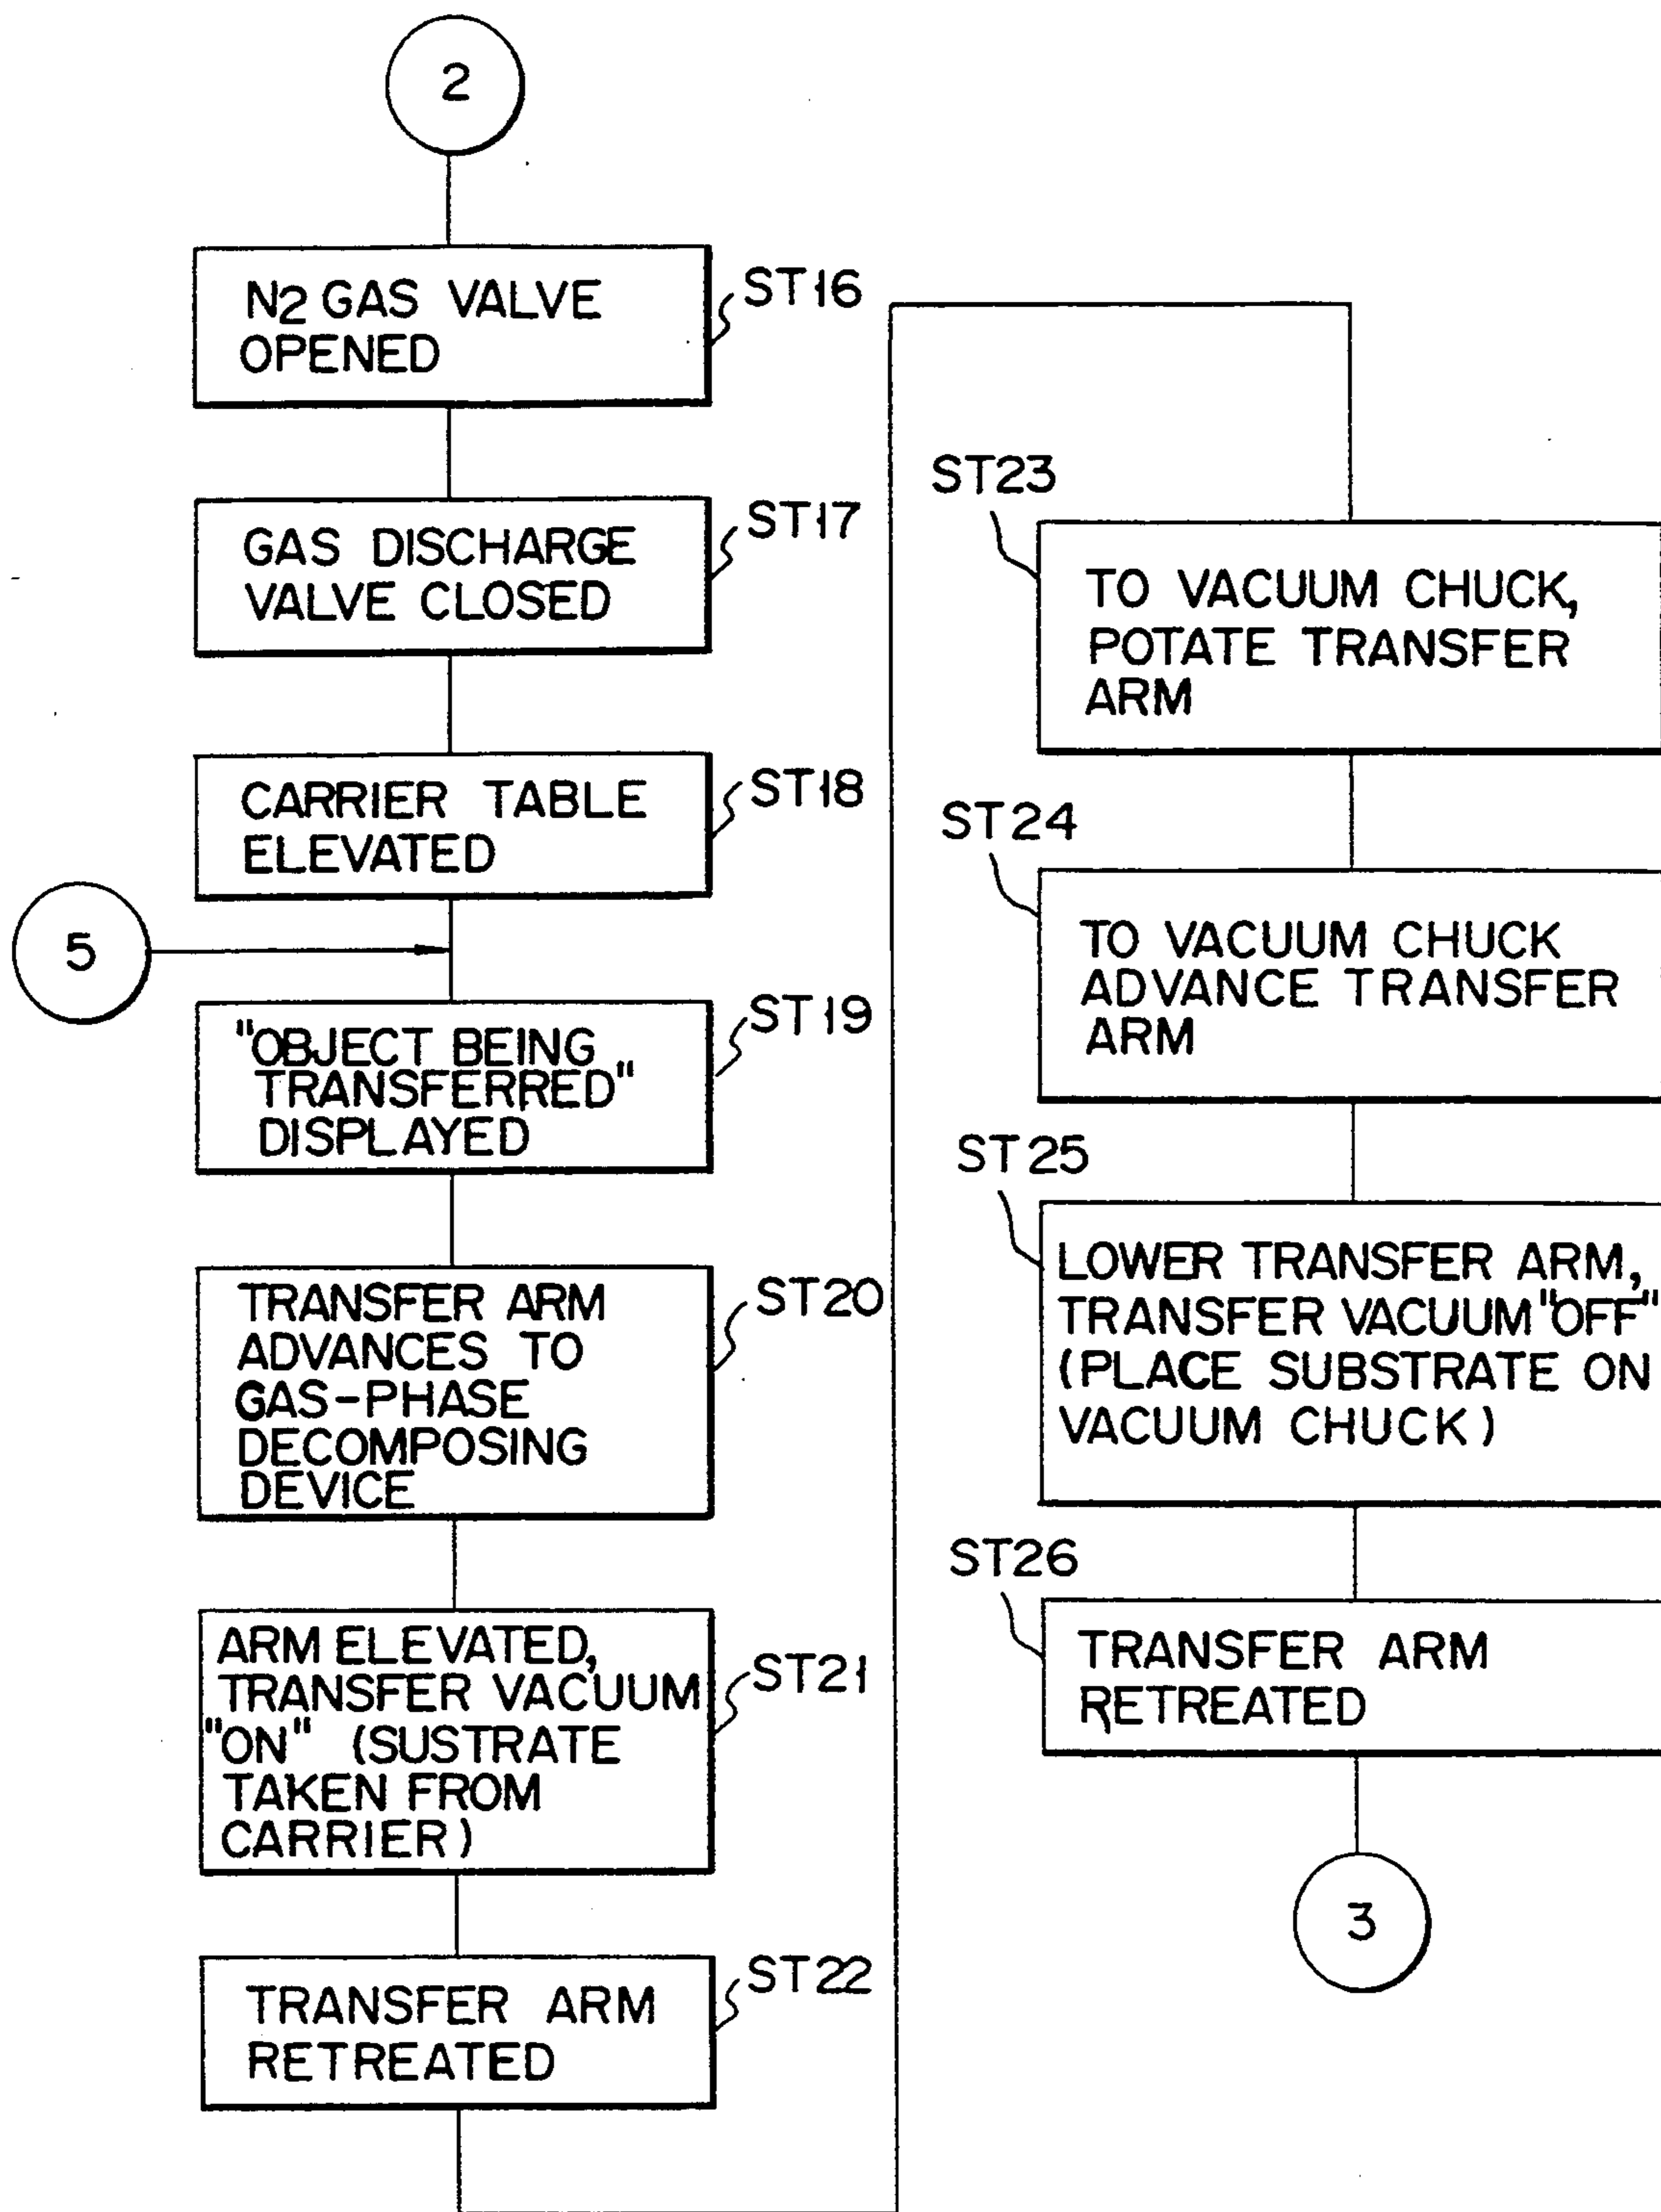 2
N2 GAS VALVE
OPENED
ST16
GAS DISCHARGE
VALVE CLOSED
ST17
CARRIER TABLE
ELEVATED
ST18
5
"OBJECT BEING
TRANSFERRED"
DISPLAYED
ST19
TRANSFER ARM
ADVANCES TO
GAS-PHASE
DECOMPOSING
DEVICE
ST20
ARM ELEVATED,
TRANSFER VACUUM
"ON" (SUSTRATE
TAKEN FROM
CARRIER)
ST21
TRANSFER ARM
RETREATED
ST22
ST23
TO VACUUM CHUCK,
POTATE TRANSFER
ARM
ST24
TO VACUUM CHUCK
ADVANCE TRANSFER
ARM
ST25
LOWER TRANSFER ARM,
TRANSFER VACUUM "OFF"
(PLACE SUBSTRATE ON
VACUUM CHUCK)
ST26
TRANSFER ARM
RETREATED
3